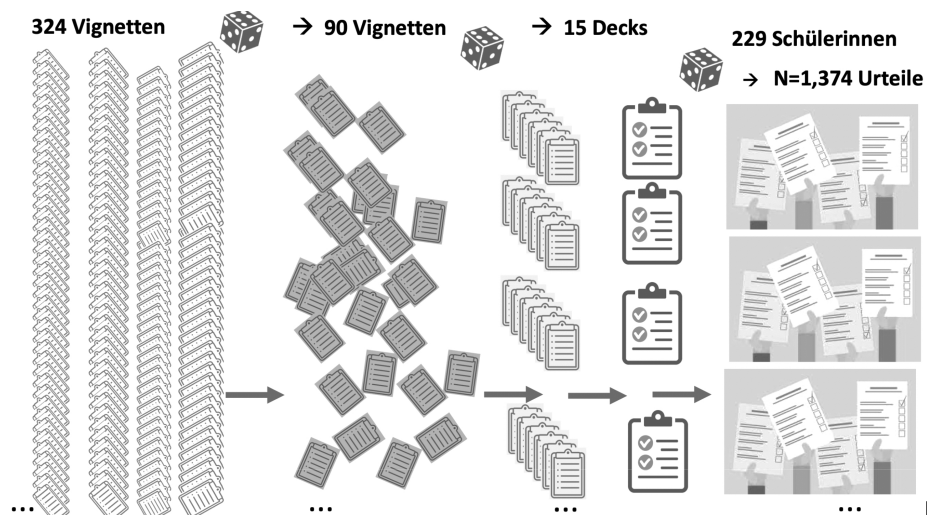 324 Vignetten
→ 90 Vignetten
→ 15 Decks
229 Schülerinnen
→ N=1,374 Urteile
...
...
...
...